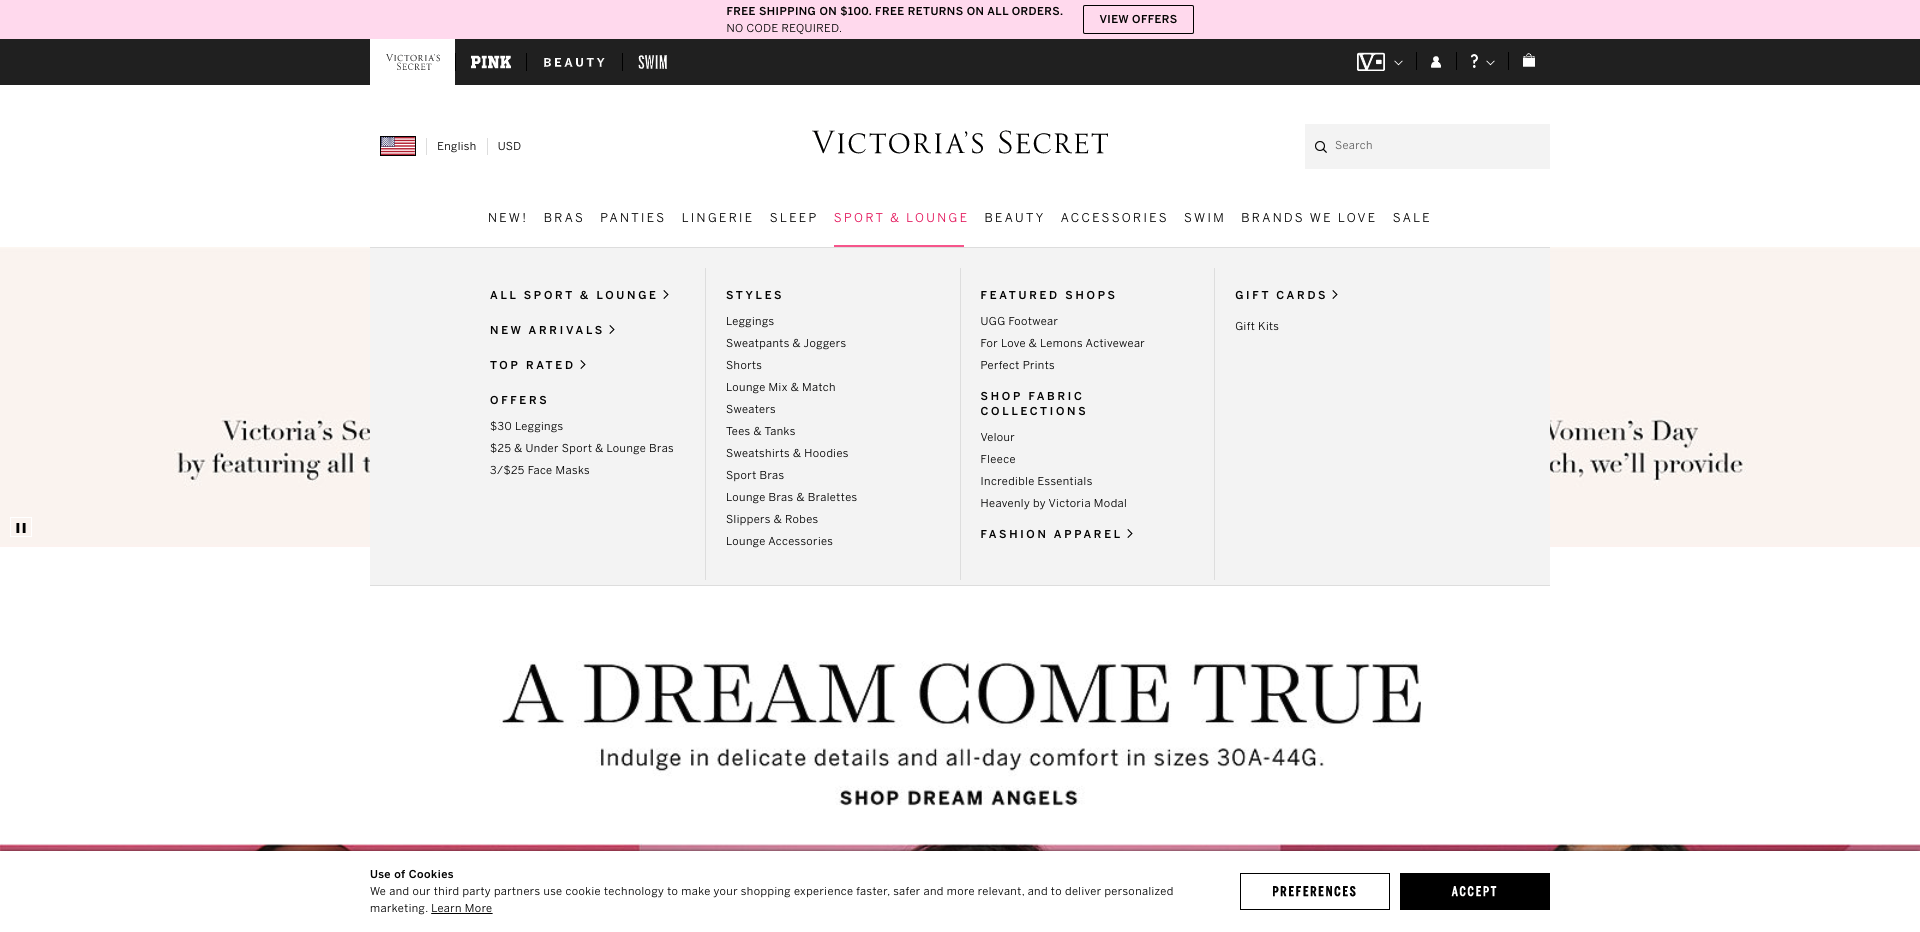 FREE SHIPPING ON $100. FREE RETURNS ON ALL ORDERS.
NO CODE REQUIRED.
VIEW OFFERS
VICTORIA'S
SECRET
PINK
BEAUTY
SWIM
?
English
USD
VICTORIA'S SECRET
Search
NEW!
BRAS
PANTIES
LINGERIE
SLEEP
SPORT & LOUNGE
BEAUTY
ACCESSORIES
SWIM
BRANDS WE LOVE
SALE
ALL SPORT & LOUNGE
NEW ARRIVALS
TOP RATED
OFFERS
$30 Leggings
$25 & Under Sport & Lounge Bras
3/$25 Face Masks
STYLES
Leggings
Sweatpants & Joggers
Shorts
Lounge Mix & Match
Sweaters
Tees & Tanks
Sweatshirts & Hoodies
Sport Bras
Lounge Bras & Bralettes
Slippers & Robes
Lounge Accessories
FEATURED SHOPS
UGG Footwear
For Love & Lemons Activewear
Perfect Prints
SHOP FABRIC
COLLECTIONS
Velour
Fleece
Incredible Essentials
Heavenly by Victoria Modal
FASHION APPAREL
GIFT CARDS
Gift Kits
Victoria's Se
by featuring all t
Women's Day
ch, we'll provide
A DREAM COME TRUE
Indulge in delicate details and all-day comfort in sizes 30A-44G.
SHOP DREAM ANGELS
Use of Cookies
We and our third party partners use cookie technology to make your shopping experience faster, safer and more relevant, and to deliver personalized
marketing. Learn More
PREFERENCES
ACCEPT